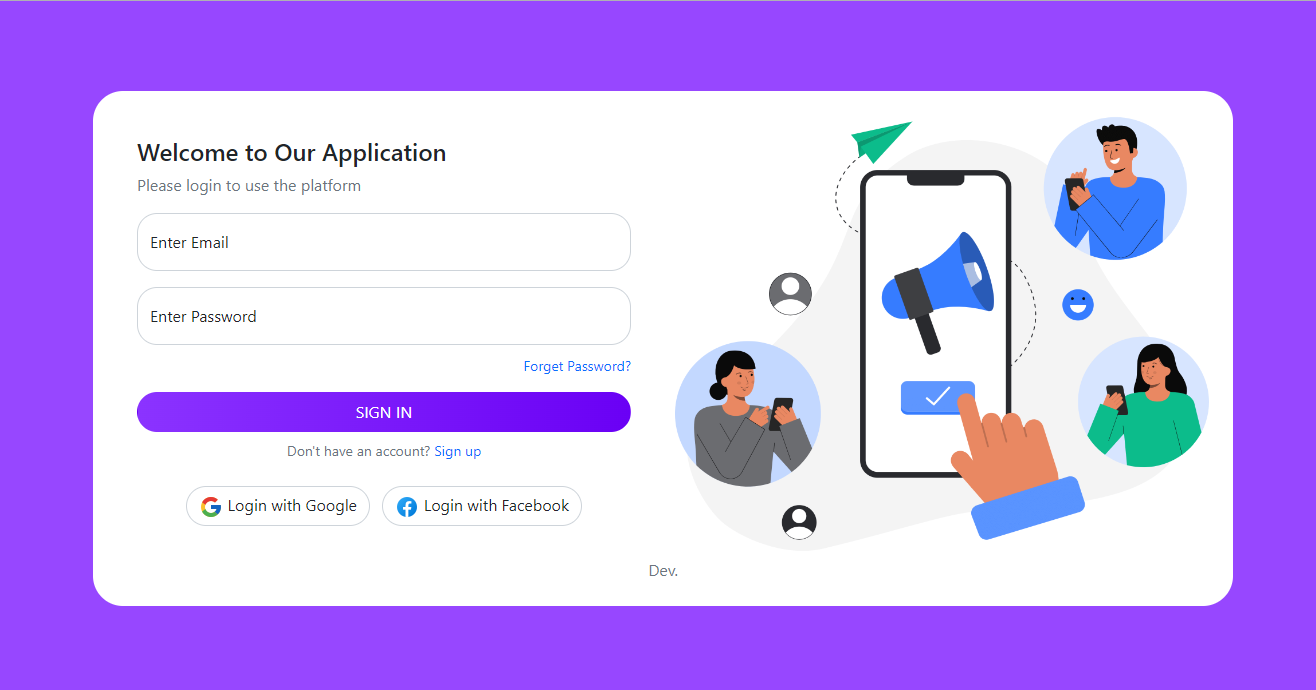 Welcome to Our Application
Please login to use the platform
Enter Email
Enter Password
Forget Password?
SIGN IN
Don't have an account? Sign up
Login with Google
Login with Facebook
Dev.